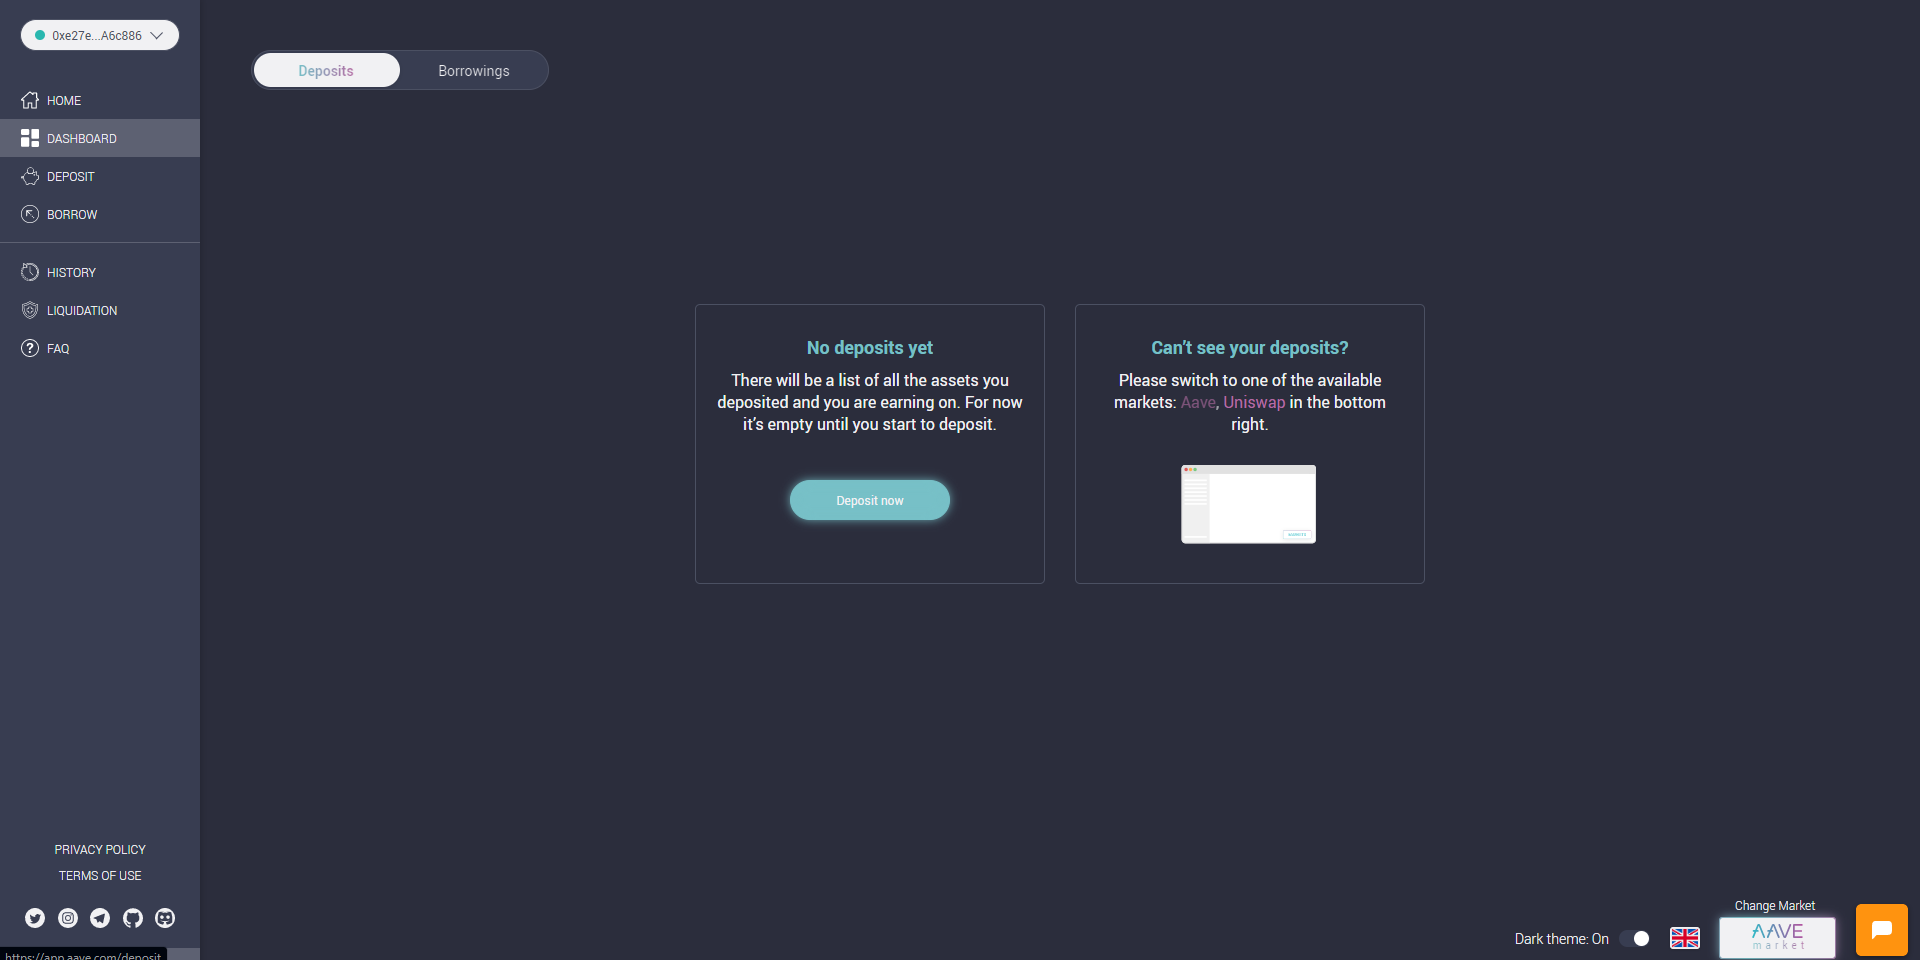 0xe27e...A6c886
HOME
DASHBOARD
DEPOSIT
BORROW
HISTORY
LIQUIDATION
FAQ
PRIVACY POLICY
TERMS OF USE
https://app.aave.com/deposit
Deposits
Borrowings
No deposits yet
There will be a list of all the assets you
deposited and you are earning on. For now
it’s empty until you start to deposit.
Deposit now
Can’t see your deposits?
Please switch to one of the available
markets: Aave, Uniswap in the bottom
right.
Dark theme: On
Change Market
AAVE
market